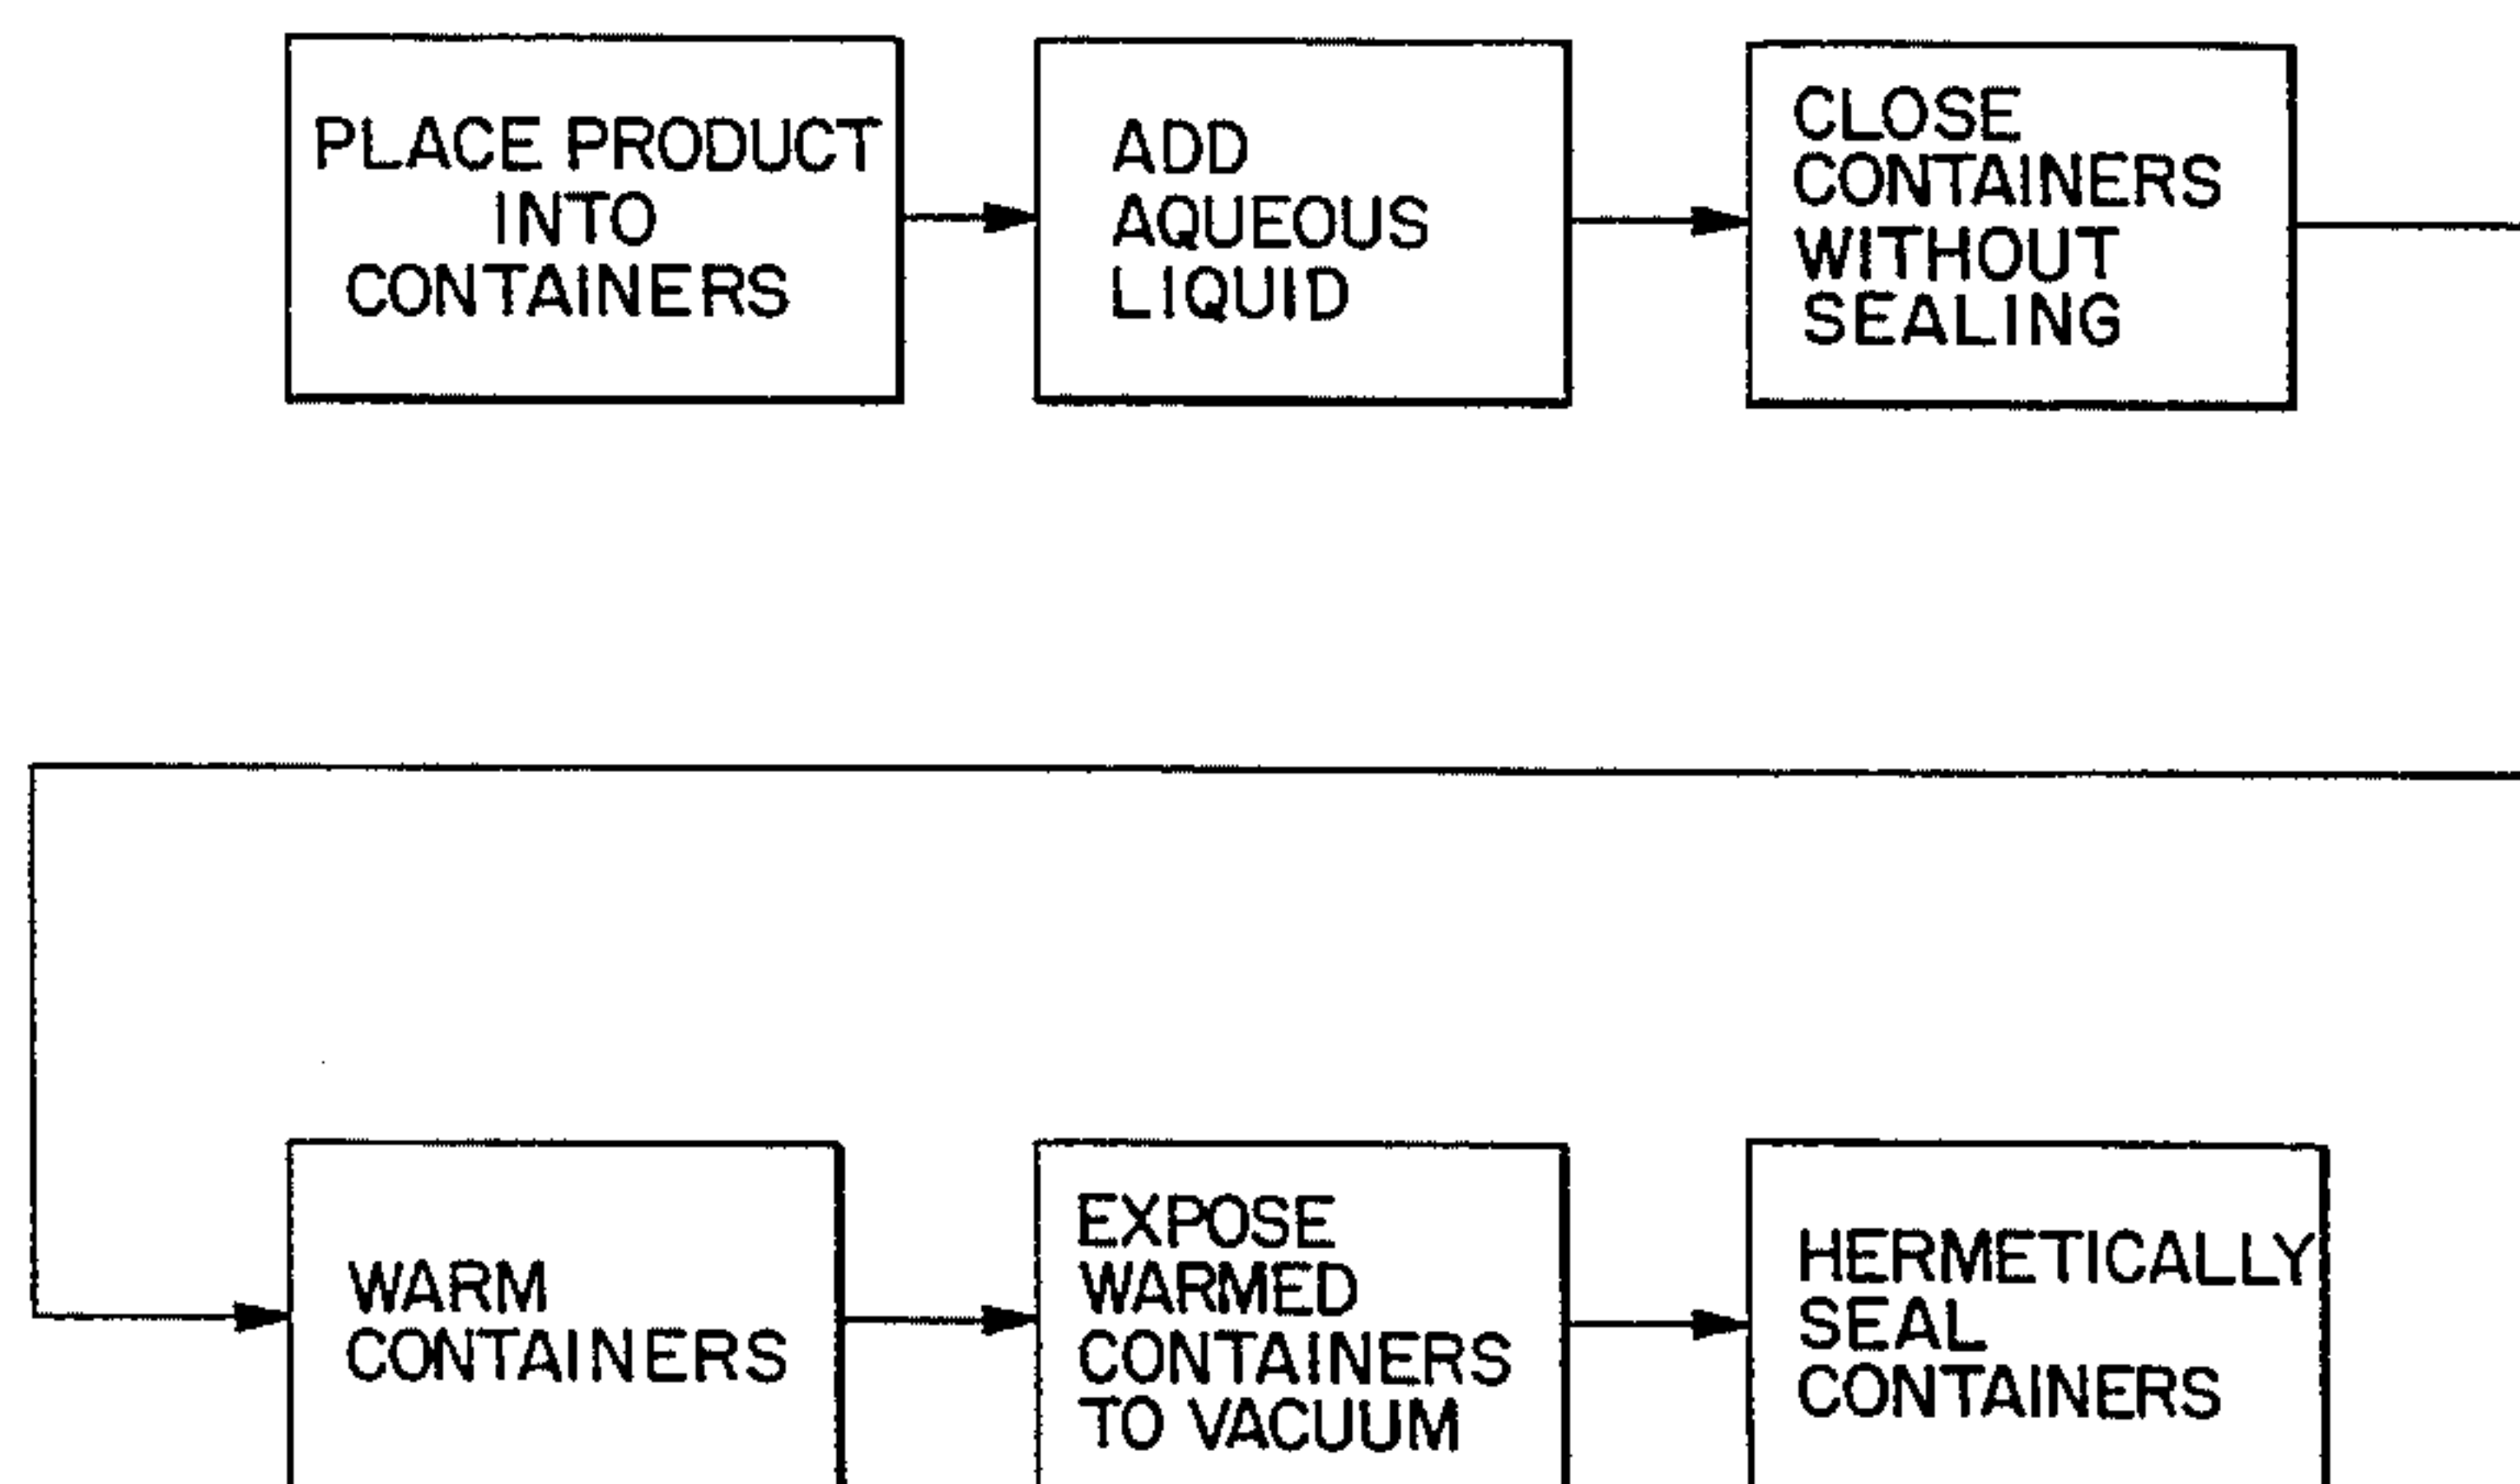 PLACE PRODUCT
INTO
CONTAINERS
ADD
AQUEOUS
LIQUID
CLOSE
CONTAINERS
WITHOUT
SEALING
WARM
CONTAINERS
EXPOSE
WARMED
CONTAINERS
TO VACUUM
HERMETICALLY
SEAL
CONTAINERS